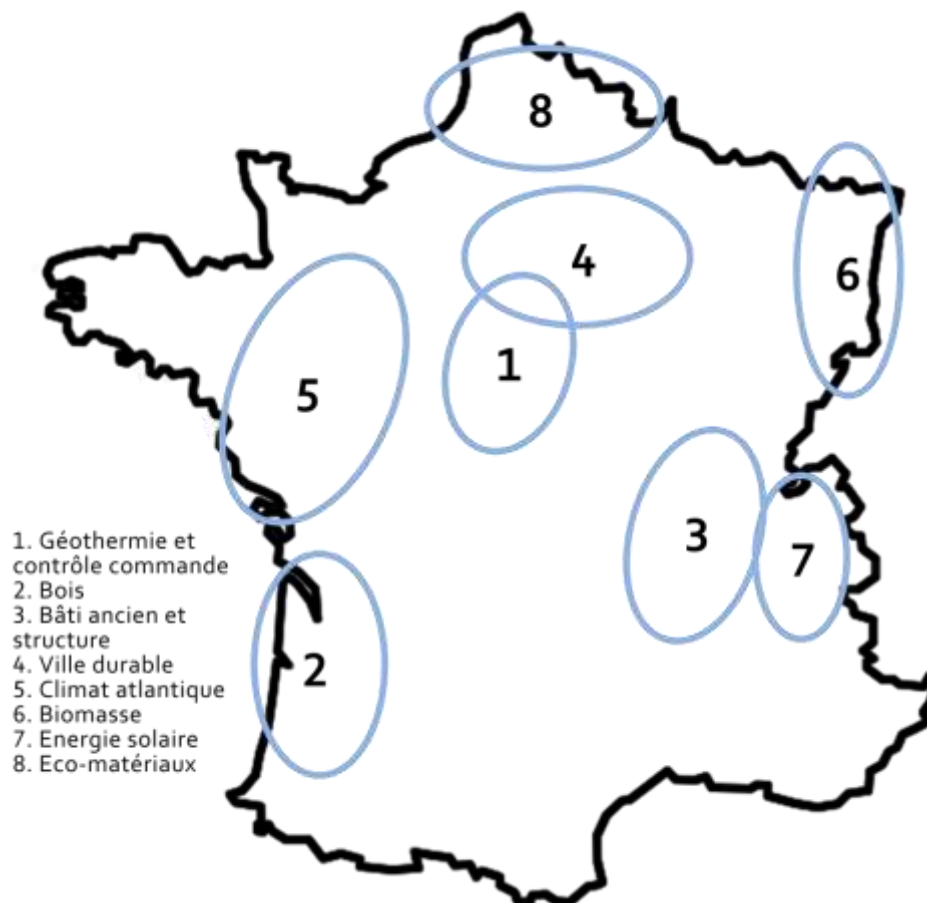 8
4
6
1
5
3
7
2
1. Géothermie et
contrôle commande
2. Bois
3. Bâti ancien et
structure
4. Ville durable
5. Climat atlantique
6. Biomasse
7. Energie solaire
8. Eco-matériaux